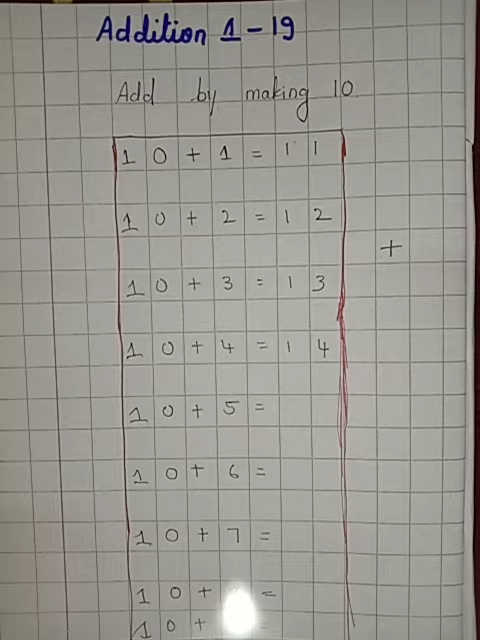 Addition 1-19
Add by making 10
10 + 1 = 11
10 + 2 = 12
+
10 + 3 = 13
10 + 4 = 14
10 + 5 =
10 + 6 =
10 + 7 =
10 + =
10 +